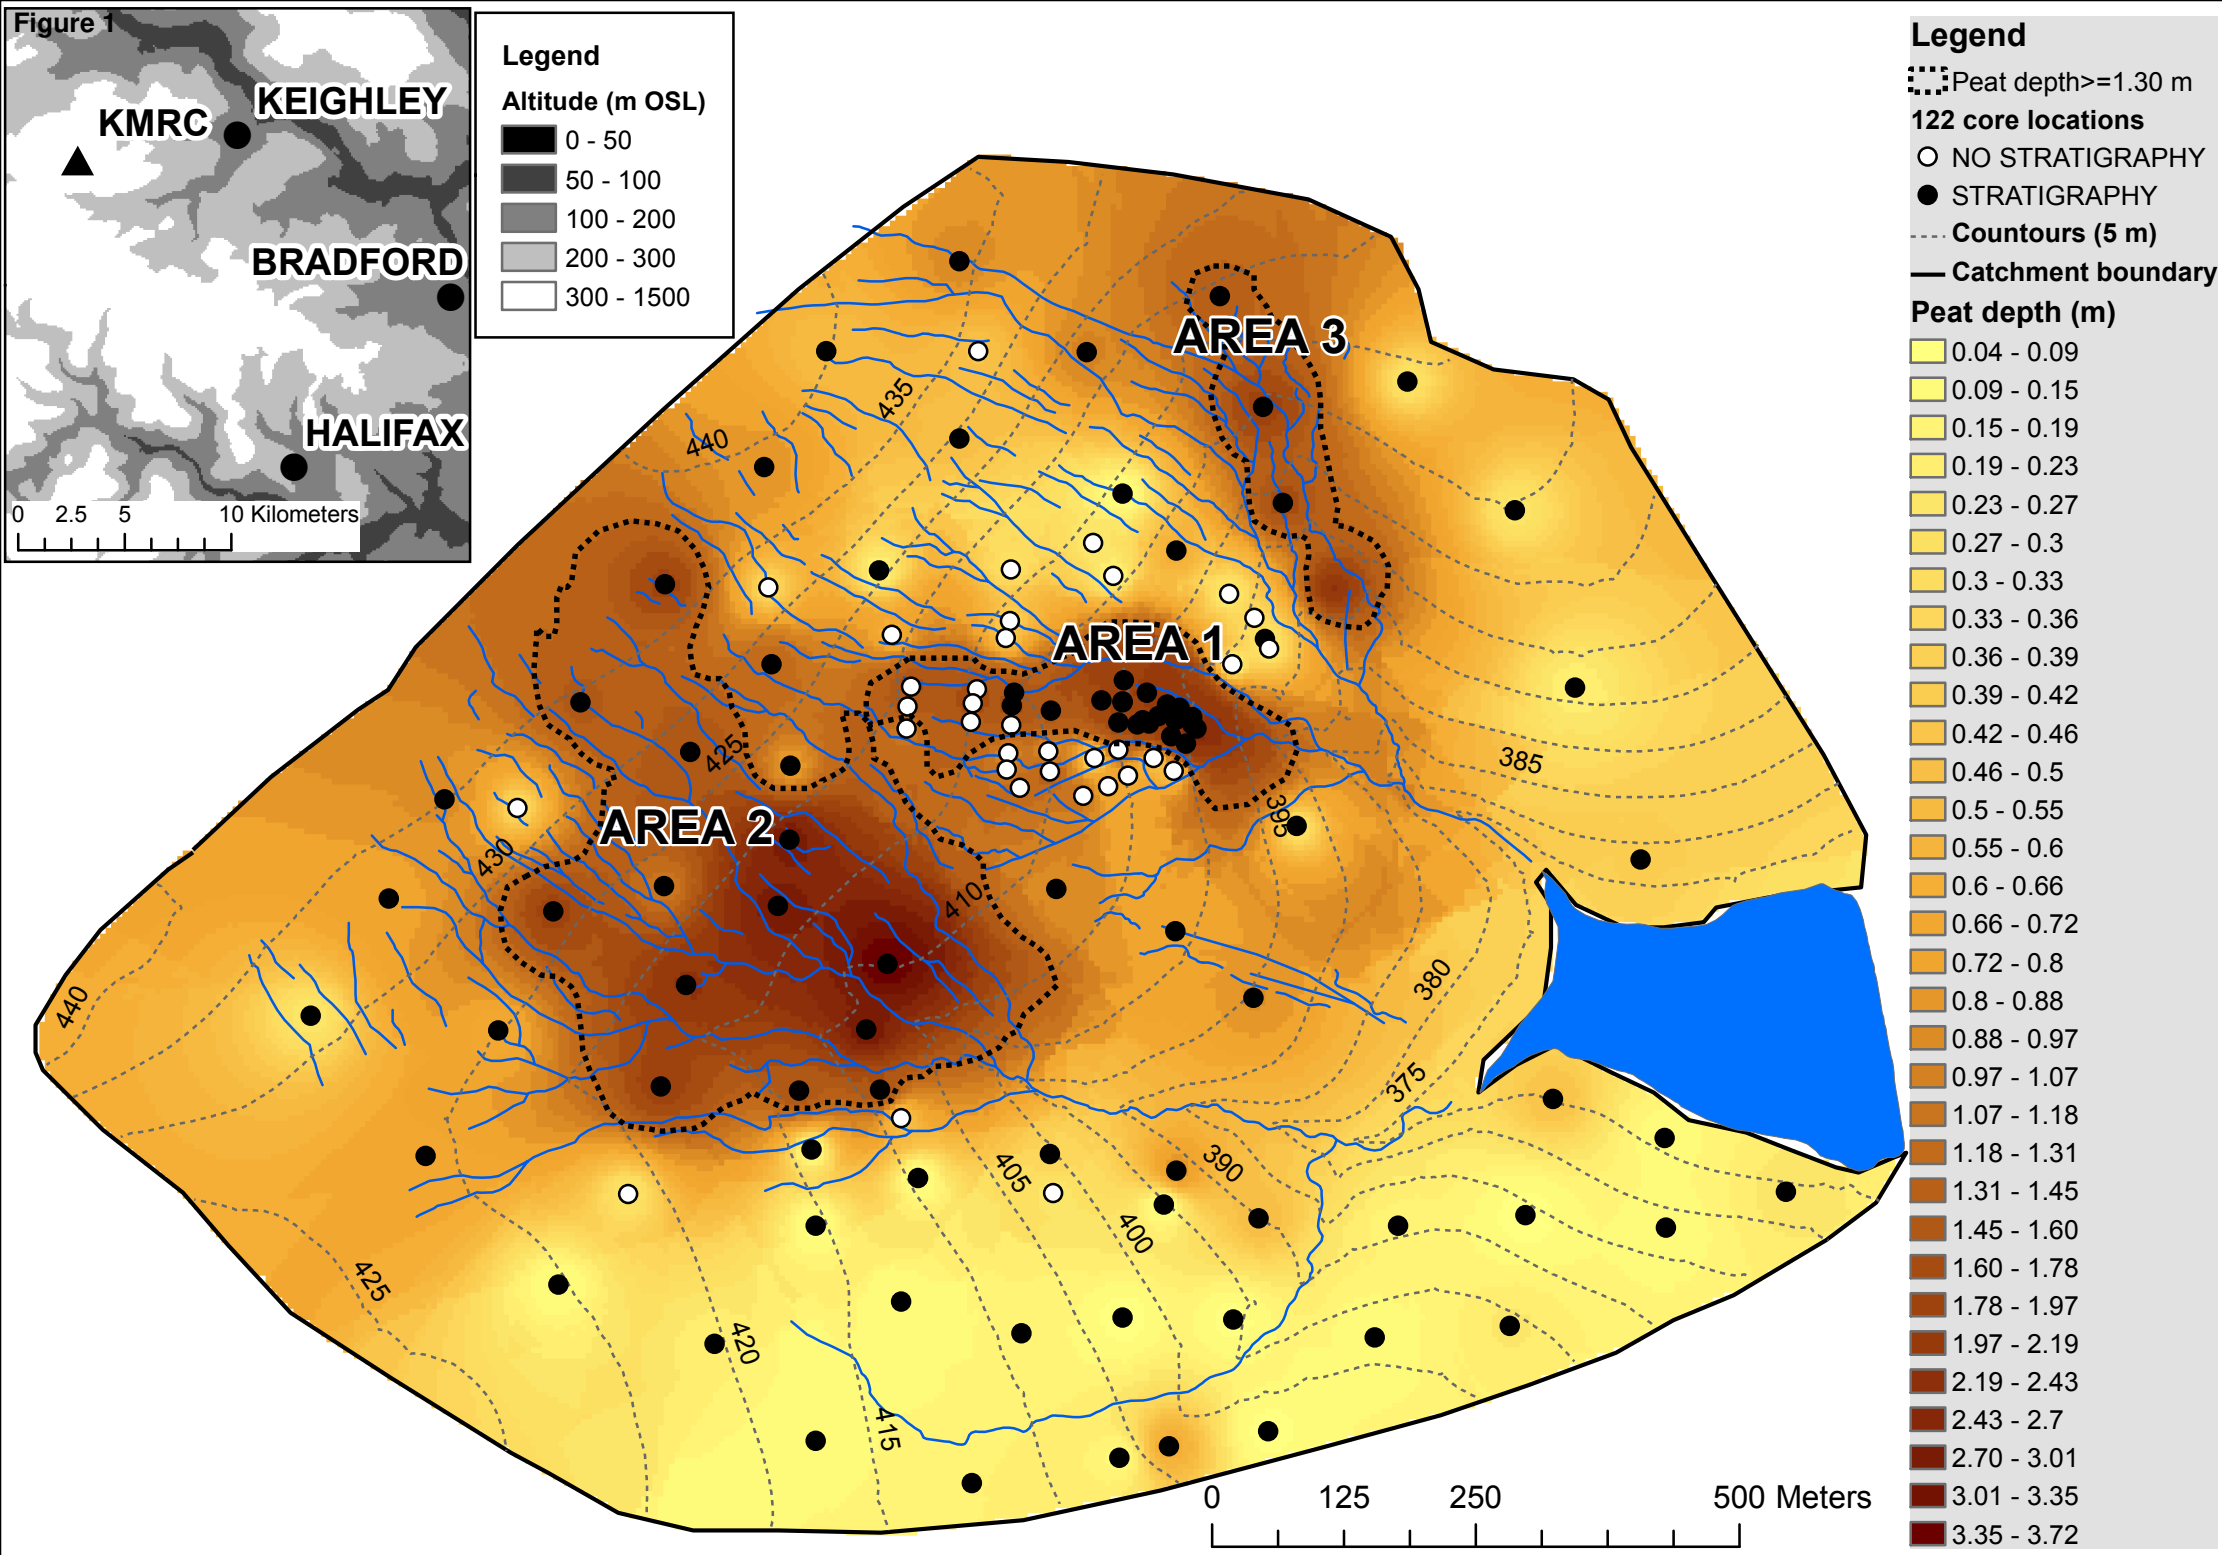 Figure 1
KEIGHLEY
KMRC
BRADFORD
HALIFAX
0 2.5 5 10 Kilometers
Legend
Altitude (m OSL)
0 - 50
50 - 100
100 - 200
200 - 300
300 - 1500
AREA 3
435
440
AREA 1
425
385
395
AREA 2
430
410
380
440
375
390
405
400
425
420
415
0 125 250 500 Meters
Legend
Peat depth>=1.30 m
122 core locations
NO STRATIGRAPHY
STRATIGRAPHY
Countours (5 m)
Catchment boundary
Peat depth (m)
0.04 - 0.09
0.09 - 0.15
0.15 - 0.19
0.19 - 0.23
0.23 - 0.27
0.27 - 0.3
0.3 - 0.33
0.33 - 0.36
0.36 - 0.39
0.39 - 0.42
0.42 - 0.46
0.46 - 0.5
0.5 - 0.55
0.55 - 0.6
0.6 - 0.66
0.66 - 0.72
0.72 - 0.8
0.8 - 0.88
0.88 - 0.97
0.97 - 1.07
1.07 - 1.18
1.18 - 1.31
1.31 - 1.45
1.45 - 1.60
1.60 - 1.78
1.78 - 1.97
1.97 - 2.19
2.19 - 2.43
2.43 - 2.7
2.70 - 3.01
3.01 - 3.35
3.35 - 3.72